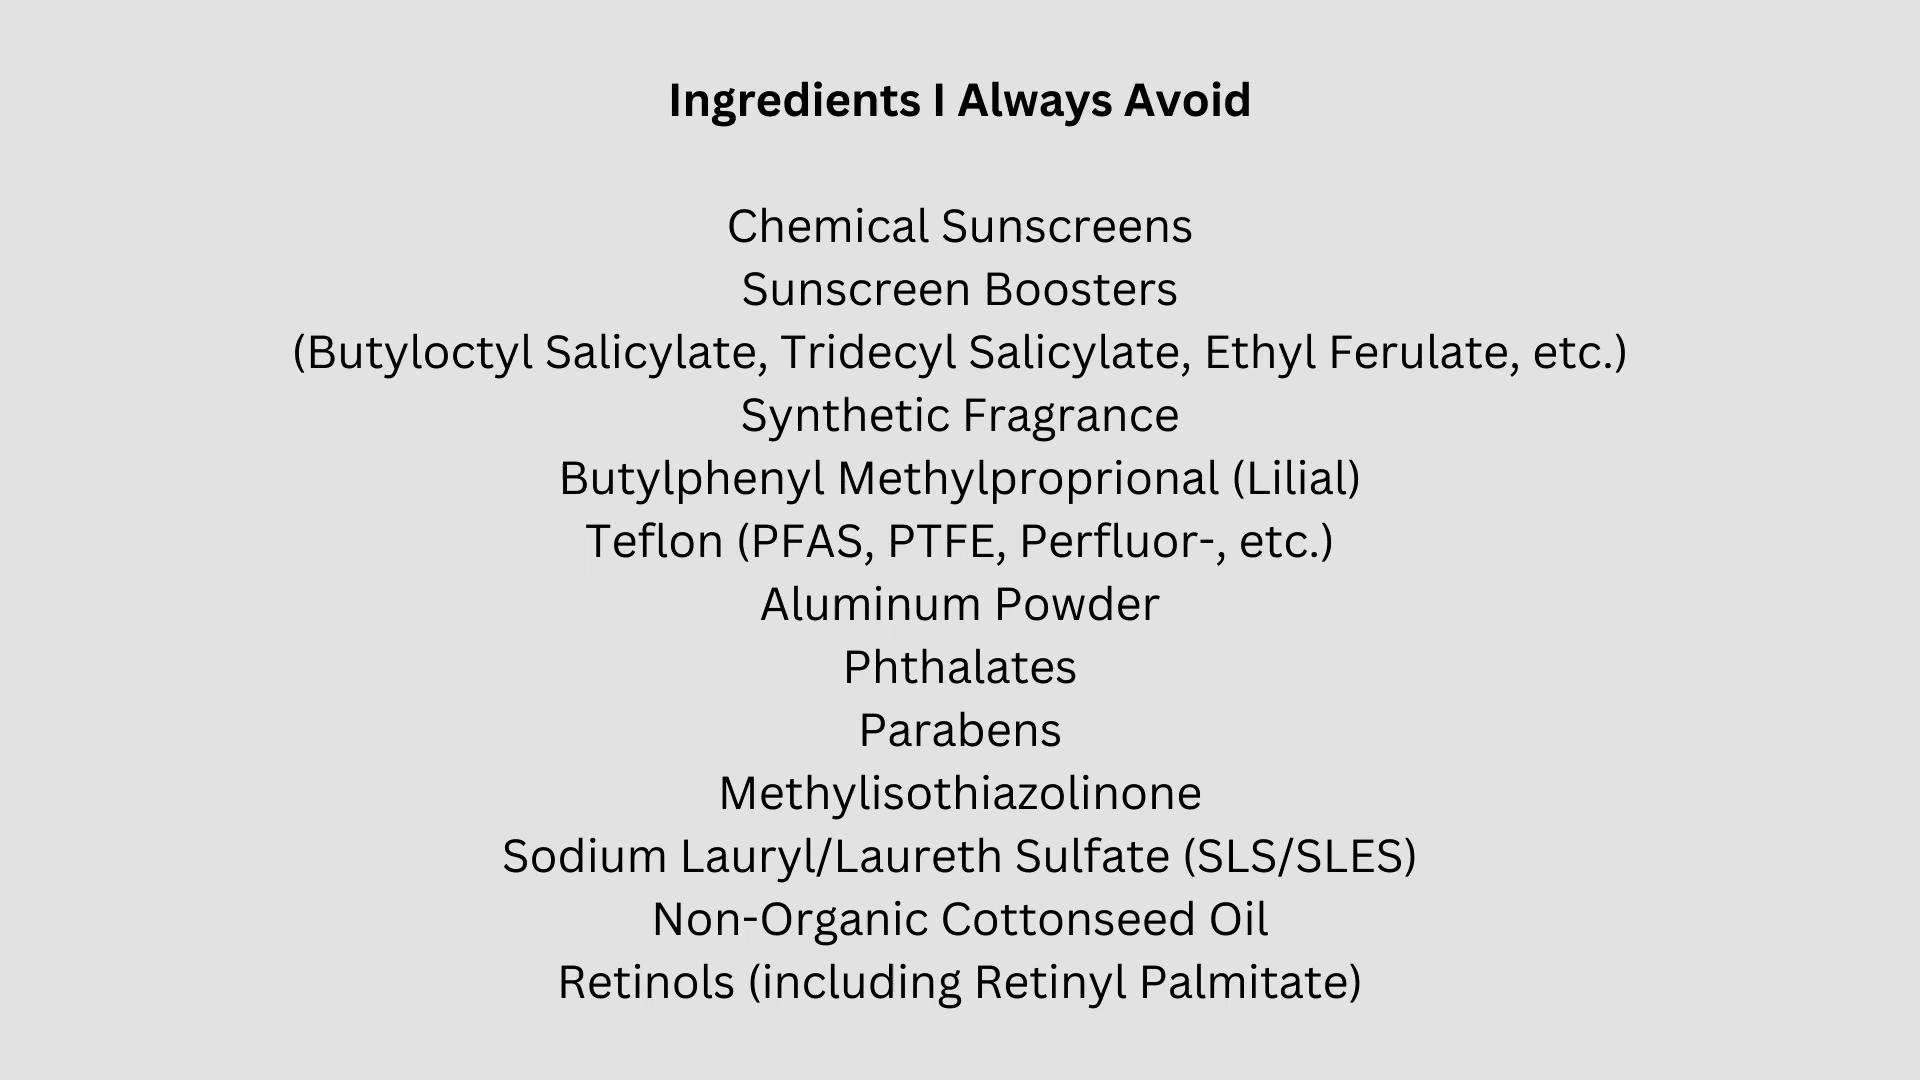 Ingredients I Always Avoid
Chemical Sunscreens
Sunscreen Boosters
(Butyloctyl Salicylate, Tridecyl Salicylate, Ethyl Ferulate, etc.)
Synthetic Fragrance
Butylphenyl Methylproprional (Lilial)
Teflon (PFAS, PTFE, Perfluor-, etc.)
Aluminum Powder
Phthalates
Parabens
Methylisothiazolinone
Sodium Lauryl/Laureth Sulfate (SLS/SLES)
Non-Organic Cottonseed Oil
Retinols (including Retinyl Palmitate)